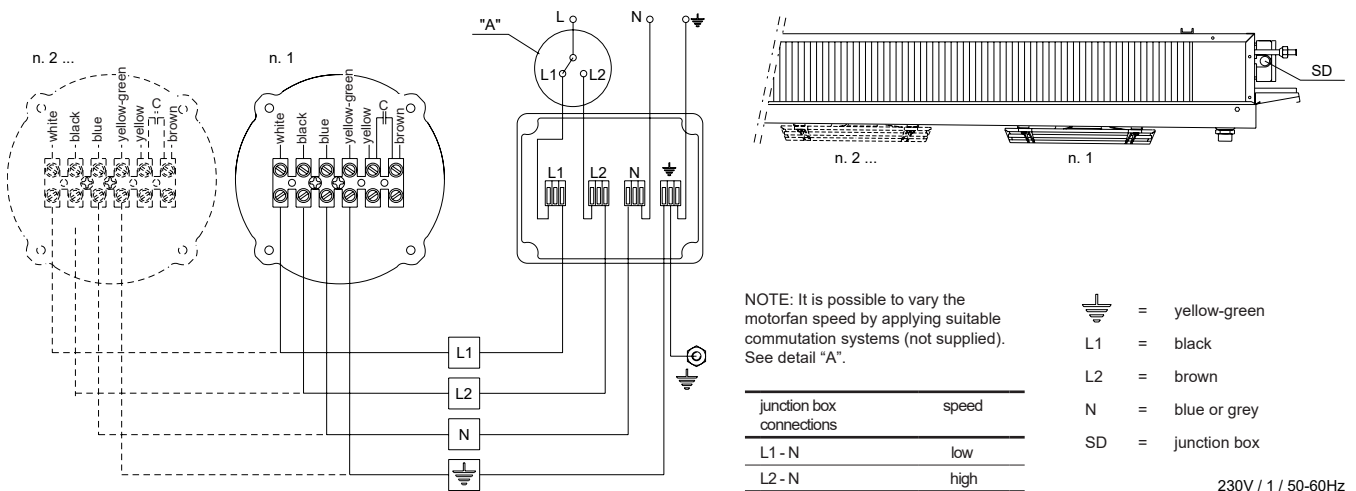 "A"
L
N
n. 2 ...
n. 1
L1
L2
white
black
blue
yellow-green
yellow
C
brown
white
black
blue
yellow-green
yellow
C
brown
L1
L2
N
L1
L2
N
SD
n. 2 ...
n. 1
NOTE: It is possible to vary the
motorfan speed by applying suitable
commutation systems (not supplied).
See detail “A”.
junction box
connections
speed
L1 - N low
L2 - N high
= yellow-green
L1 = black
L2 = brown
N = blue or grey
SD = junction box
230V / 1 / 50-60Hz